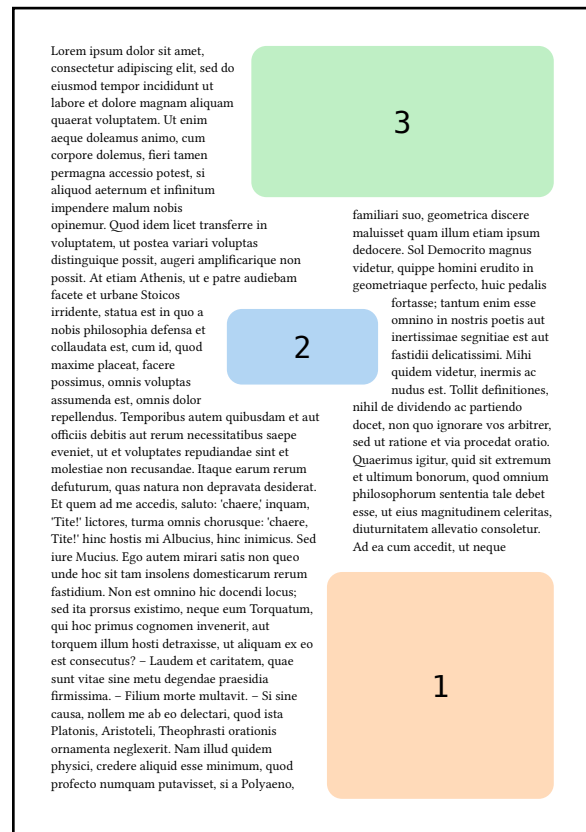 Lorem ipsum dolor sit amet,
consectetur adipiscing elit, sed do
eiusmod tempor incididunt ut
labore et dolore magnam aliquam
quaerat voluptatem. Ut enim
aeque doleamus animo, cum
corpore dolemus, fieri tamen
permagna accessio potest, si
aliquod aeternum et infinitum
impendere malum nobis
opinemur. Quod idem licet transferre in
voluptatem, ut postea variari voluptas
distinguique possit, augeri amplificarique non
possit. At etiam Athenis, ut e patre audiebam
facete et urbane Stoicos
irridente, statua est in quo a
nobis philosophia defensa et
collaudata est, cum id, quod
maxime placeat, facere
possimus, omnis voluptas
assumenda est, omnis dolor
repellendus. Temporibus autem quibusdam et aut
officiis debitis aut rerum necessitatibus saepe
eveniet, ut et voluptates repudiandae sint et
molestiae non recusandae. Itaque earum rerum
defuturum, quas natura non depravata desiderat.
Et quem ad me accedis, saluto: 'chaere,' inquam,
'Tite!' lictores, turma omnis chorusque: 'chaere,
Tite!' hinc hostis mi Albucius, hinc inimicus. Sed
iure Mucius. Ego autem mirari satis non queo
unde hoc sit tam insolens domesticarum rerum
fastidium. Non est omnino hic docendi locus;
sed ita prorsus existimo, neque eum Torquatum,
qui hoc primus cognomen invenerit, aut
torquem illum hosti detraxisse, ut aliquam ex eo
est consecutus? – Laudem et caritatem, quae
sunt vitae sine metu degendae praesidia
firmissima. – Filium morte multavit. – Si sine
causa, nollem me ab eo delectari, quod ista
Platonis, Aristoteli, Theophrasti orationis
ornamenta neglexerit. Nam illud quidem
physici, credere aliquid esse minimum, quod
profecto numquam putavisset, si a Polyaeno,
3
familiari suo, geometrica discere
maluisset quam illum etiam ipsum
dedocere. Sol Democrito magnus
videtur, quippe homini erudito in
geometriaque perfecto, huic pedalis
fortasse; tantum enim esse
omnino in nostris poetis aut
inertissimae segnitiae est aut
fastidii delicatissimi. Mihi
quidem videtur, inermis ac
nudus est. Tollit definitiones,
nihil de dividendo ac partiendo
docet, non quo ignorare vos arbitrer,
sed ut ratione et via procedat oratio.
Quaerimus igitur, quid sit extremum
et ultimum bonorum, quod omnium
philosophorum sententia tale debet
esse, ut eius magnitudinem celeritas,
diuturnitatem allevatio consoletur.
Ad ea cum accedit, ut neque
2
1